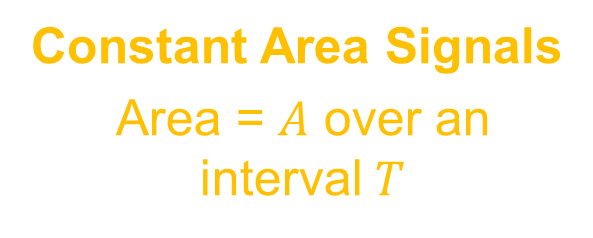 Constant Area Signals
Area = A over an
interval T